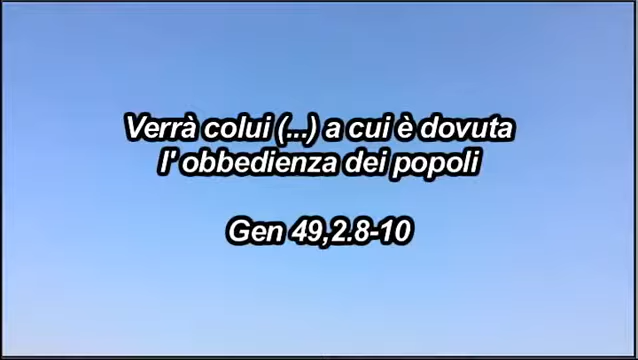 Verrà colui (...) a cui è dovuta
l' obbedienza dei popoli
Gen 49,2.8-10